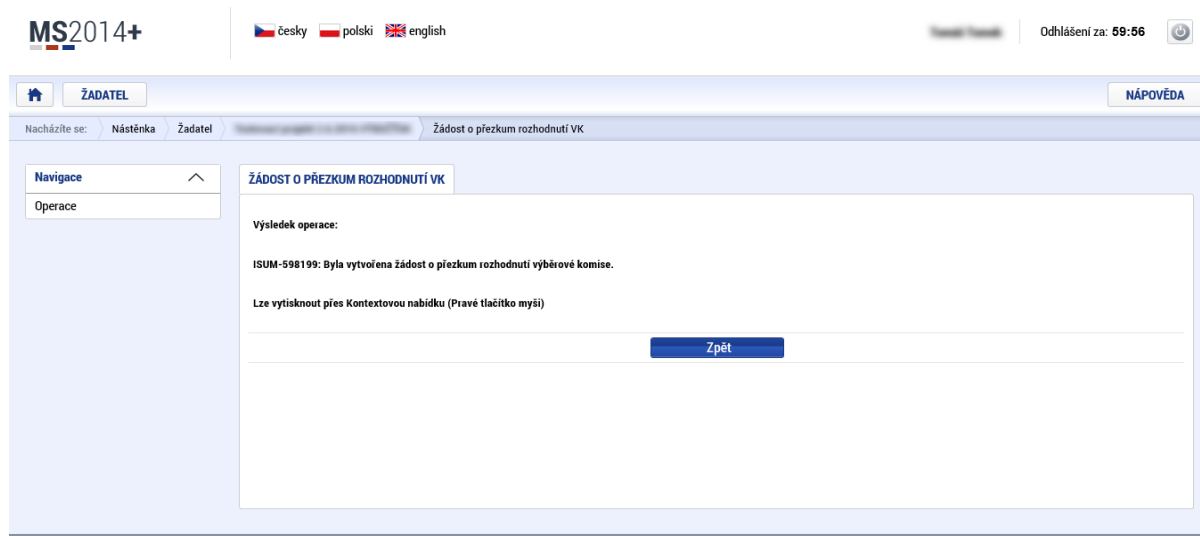 MS2014+
česky polski english
Odhlášení za: 59:56
ŽADATEL
NÁPOVĚDA
Nacházíte se: Nástěnka Žadatel Žádost o přezkum rozhodnutí VK
Navigace
Operace
ŽÁDOST O PŘEZKUM ROZHODNUTÍ VK
Výsledek operace:
ISUM-598199: Byla vytvořena žádost o přezkum rozhodnutí výběrové komise.
Lze vytisknout přes Kontextovou nabídku (Pravé tlačítko myši)
Zpět